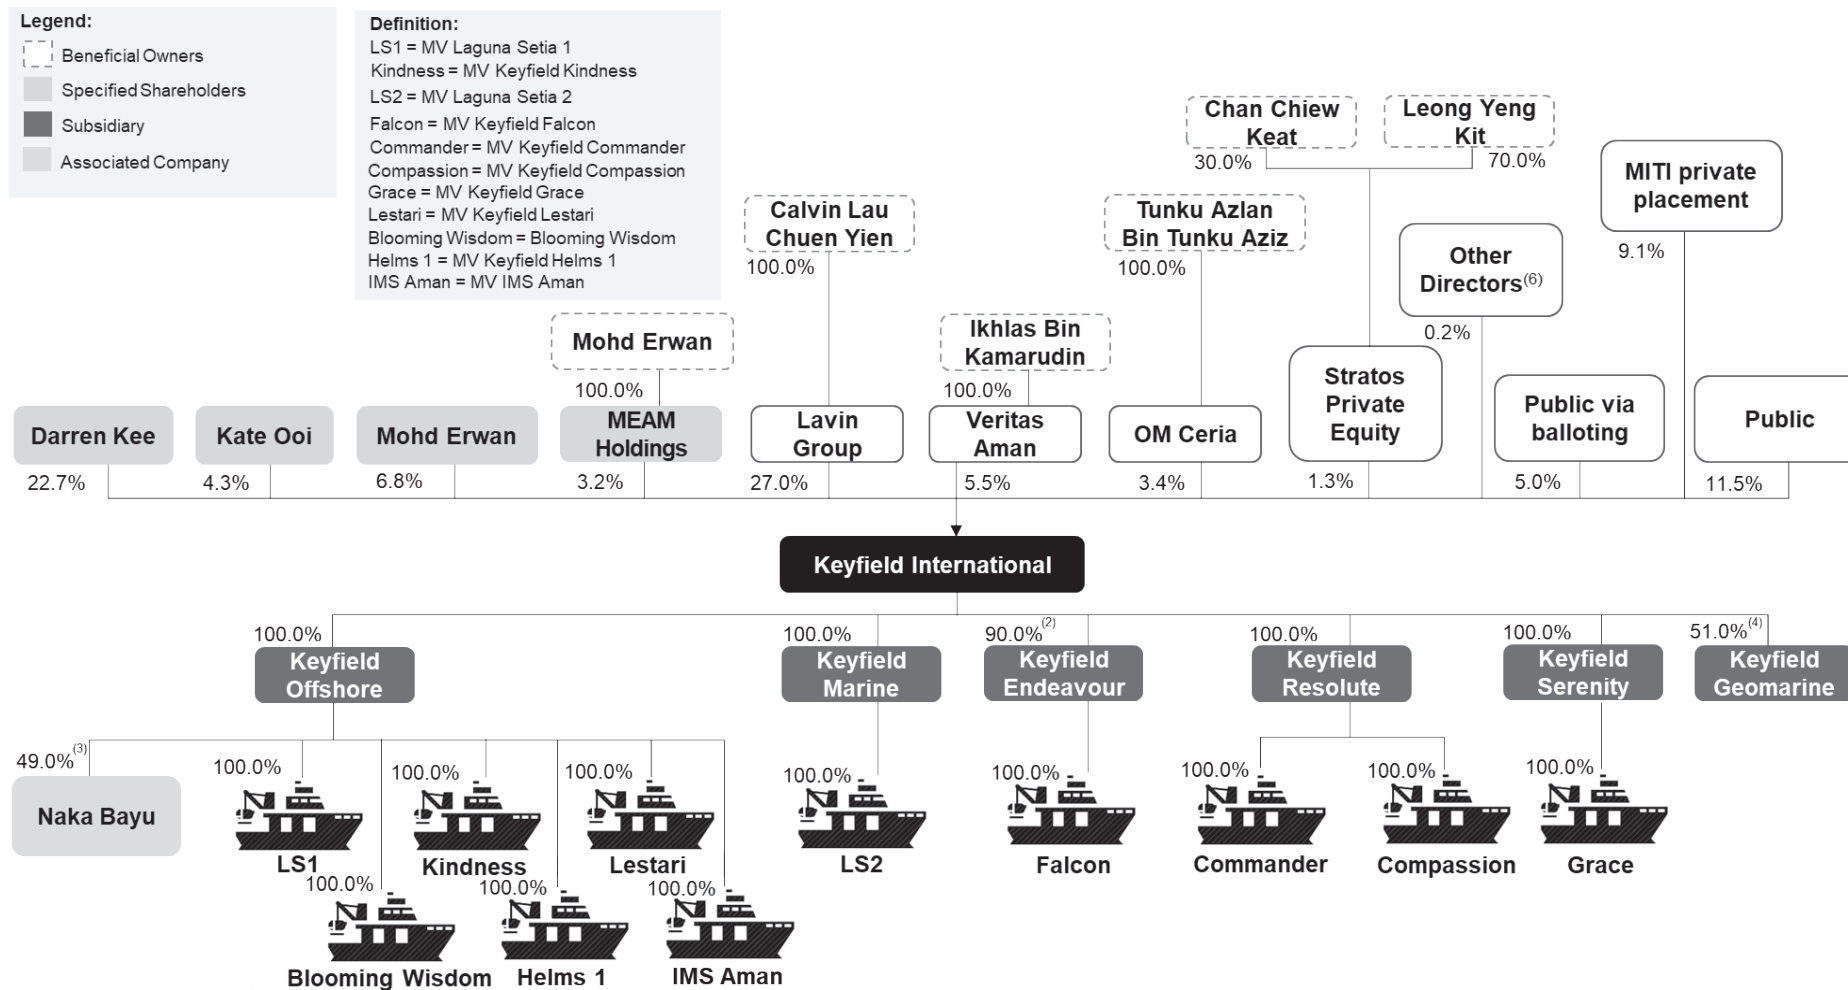 Legend:
Beneficial Owners
Specified Shareholders
Subsidiary
Associated Company
Definition:
LS1 = MV Laguna Setia 1
Kindness = MV Keyfield Kindness
LS2 = MV Laguna Setia 2
Falcon = MV Keyfield Falcon
Commander = MV Keyfield Commander
Compassion = MV Keyfield Compassion
Grace = MV Keyfield Grace
Lestari = MV Keyfield Lestari
Blooming Wisdom = Blooming Wisdom
Helms 1 = MV Keyfield Helms 1
IMS Aman = MV IMS Aman
Chan Chiew
Keat
30.0%
Leong Yeng
Kit
70.0%
MITI private
placement
9.1%
Calvin Lau
Chuen Yien
100.0%
Tunku Azlan
Bin Tunku Aziz
100.0%
Other
Directors(6)
0.2%
Mohd Erwan
100.0%
Ikhlas Bin
Kamarudin
100.0%
Darren Kee
22.7%
Kate Ooi
4.3%
Mohd Erwan
6.8%
MEAM
Holdings
3.2%
Lavin
Group
27.0%
Veritas
Aman
5.5%
OM Ceria
3.4%
Stratos
Private
Equity
1.3%
Public via
balloting
5.0%
Public
11.5%
Keyfield International
100.0%
Keyfield
Offshore
100.0%
Keyfield
Marine
90.0%(2)
Keyfield
Endeavour
100.0%
Keyfield
Resolute
100.0%
Keyfield
Serenity
51.0%(4)
Keyfield
Geomarine
49.0%(3)
Naka Bayu
100.0%
LS1
100.0%
Kindness
100.0%
Lestari
100.0%
LS2
100.0%
Falcon
100.0%
Commander
100.0%
Compassion
100.0%
Grace
100.0%
Blooming Wisdom
100.0%
Helms 1
100.0%
IMS Aman